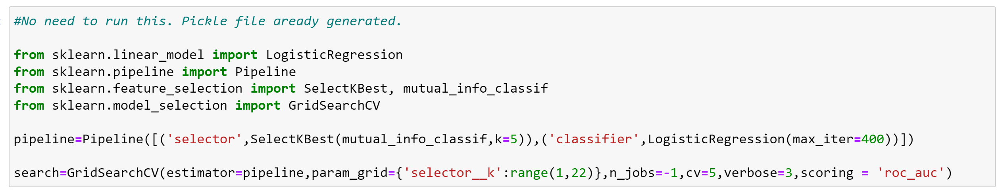 #No need to run this. Pickle file aready generated.
from sklearn.linear_model import LogisticRegression
from sklearn.pipeline import Pipeline
from sklearn.feature_selection import SelectKBest, mutual_info_classif
from sklearn.model_selection import GridSearchCV
pipeline=Pipeline([('selector',SelectKBest(mutual_info_classif,k=5)),('classifier',LogisticRegression(max_iter=400))])
search=GridSearchCV(estimator=pipeline,param_grid={'selector__k':range(1,22)},n_jobs=-1,cv=5,verbose=3,scoring = 'roc_auc')